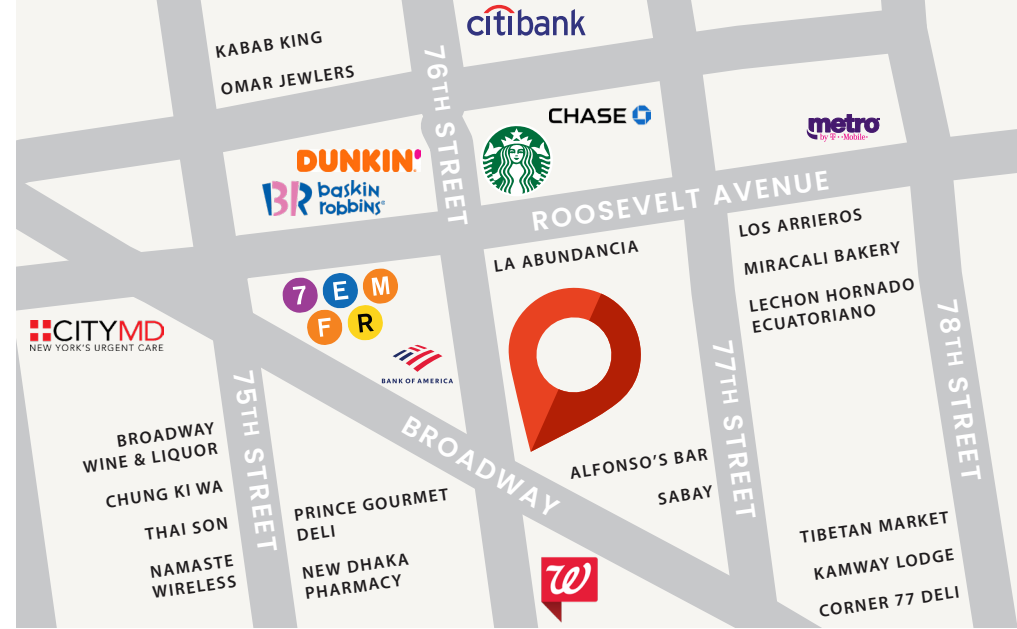 citibank
KABAB KING
OMAR JEWLERS
76TH STREET
CHASE
metro
by T-Mobile
DUNKIN'
BR baskin robbins
ROOSEVELT AVENUE
LOS ARRIEROS
MIRACALI BAKERY
LECHON HORNADO
ECUATORIANO
LA ABUNDANCIA
7 E M
F R
CITYMD
NEW YORK'S URGENT CARE
BANK OF AMERICA
75TH STREET
77TH STREET
78TH STREET
BROADWAY
BROADWAY
WINE & LIQUOR
CHUNG KI WA
THAI SON
NAMASTE
WIRELESS
PRINCE GOURMET
DELI
NEW DHAKA
PHARMACY
ALFONSO'S BAR
SABAY
W
TIBETAN MARKET
KAMWAY LODGE
CORNER 77 DELI